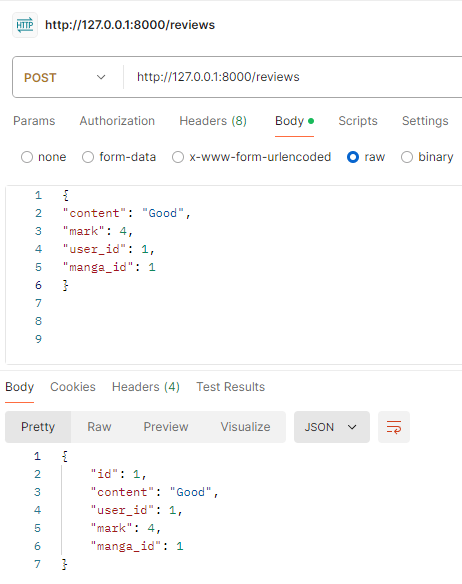 HTTP http://127.0.0.1:8000/reviews
POST http://127.0.0.1:8000/reviews
Params Authorization Headers (8) Body Scripts Settings
none form-data x-www-form-urlencoded raw binary
1 {
2 "content": "Good",
3 "mark": 4,
4 "user_id": 1,
5 "manga_id": 1
6 }
7
8
9
Body Cookies Headers (4) Test Results
Pretty Raw Preview Visualize JSON
1 {
2 "id": 1,
3 "content": "Good",
4 "user_id": 1,
5 "mark": 4,
6 "manga_id": 1
7 }